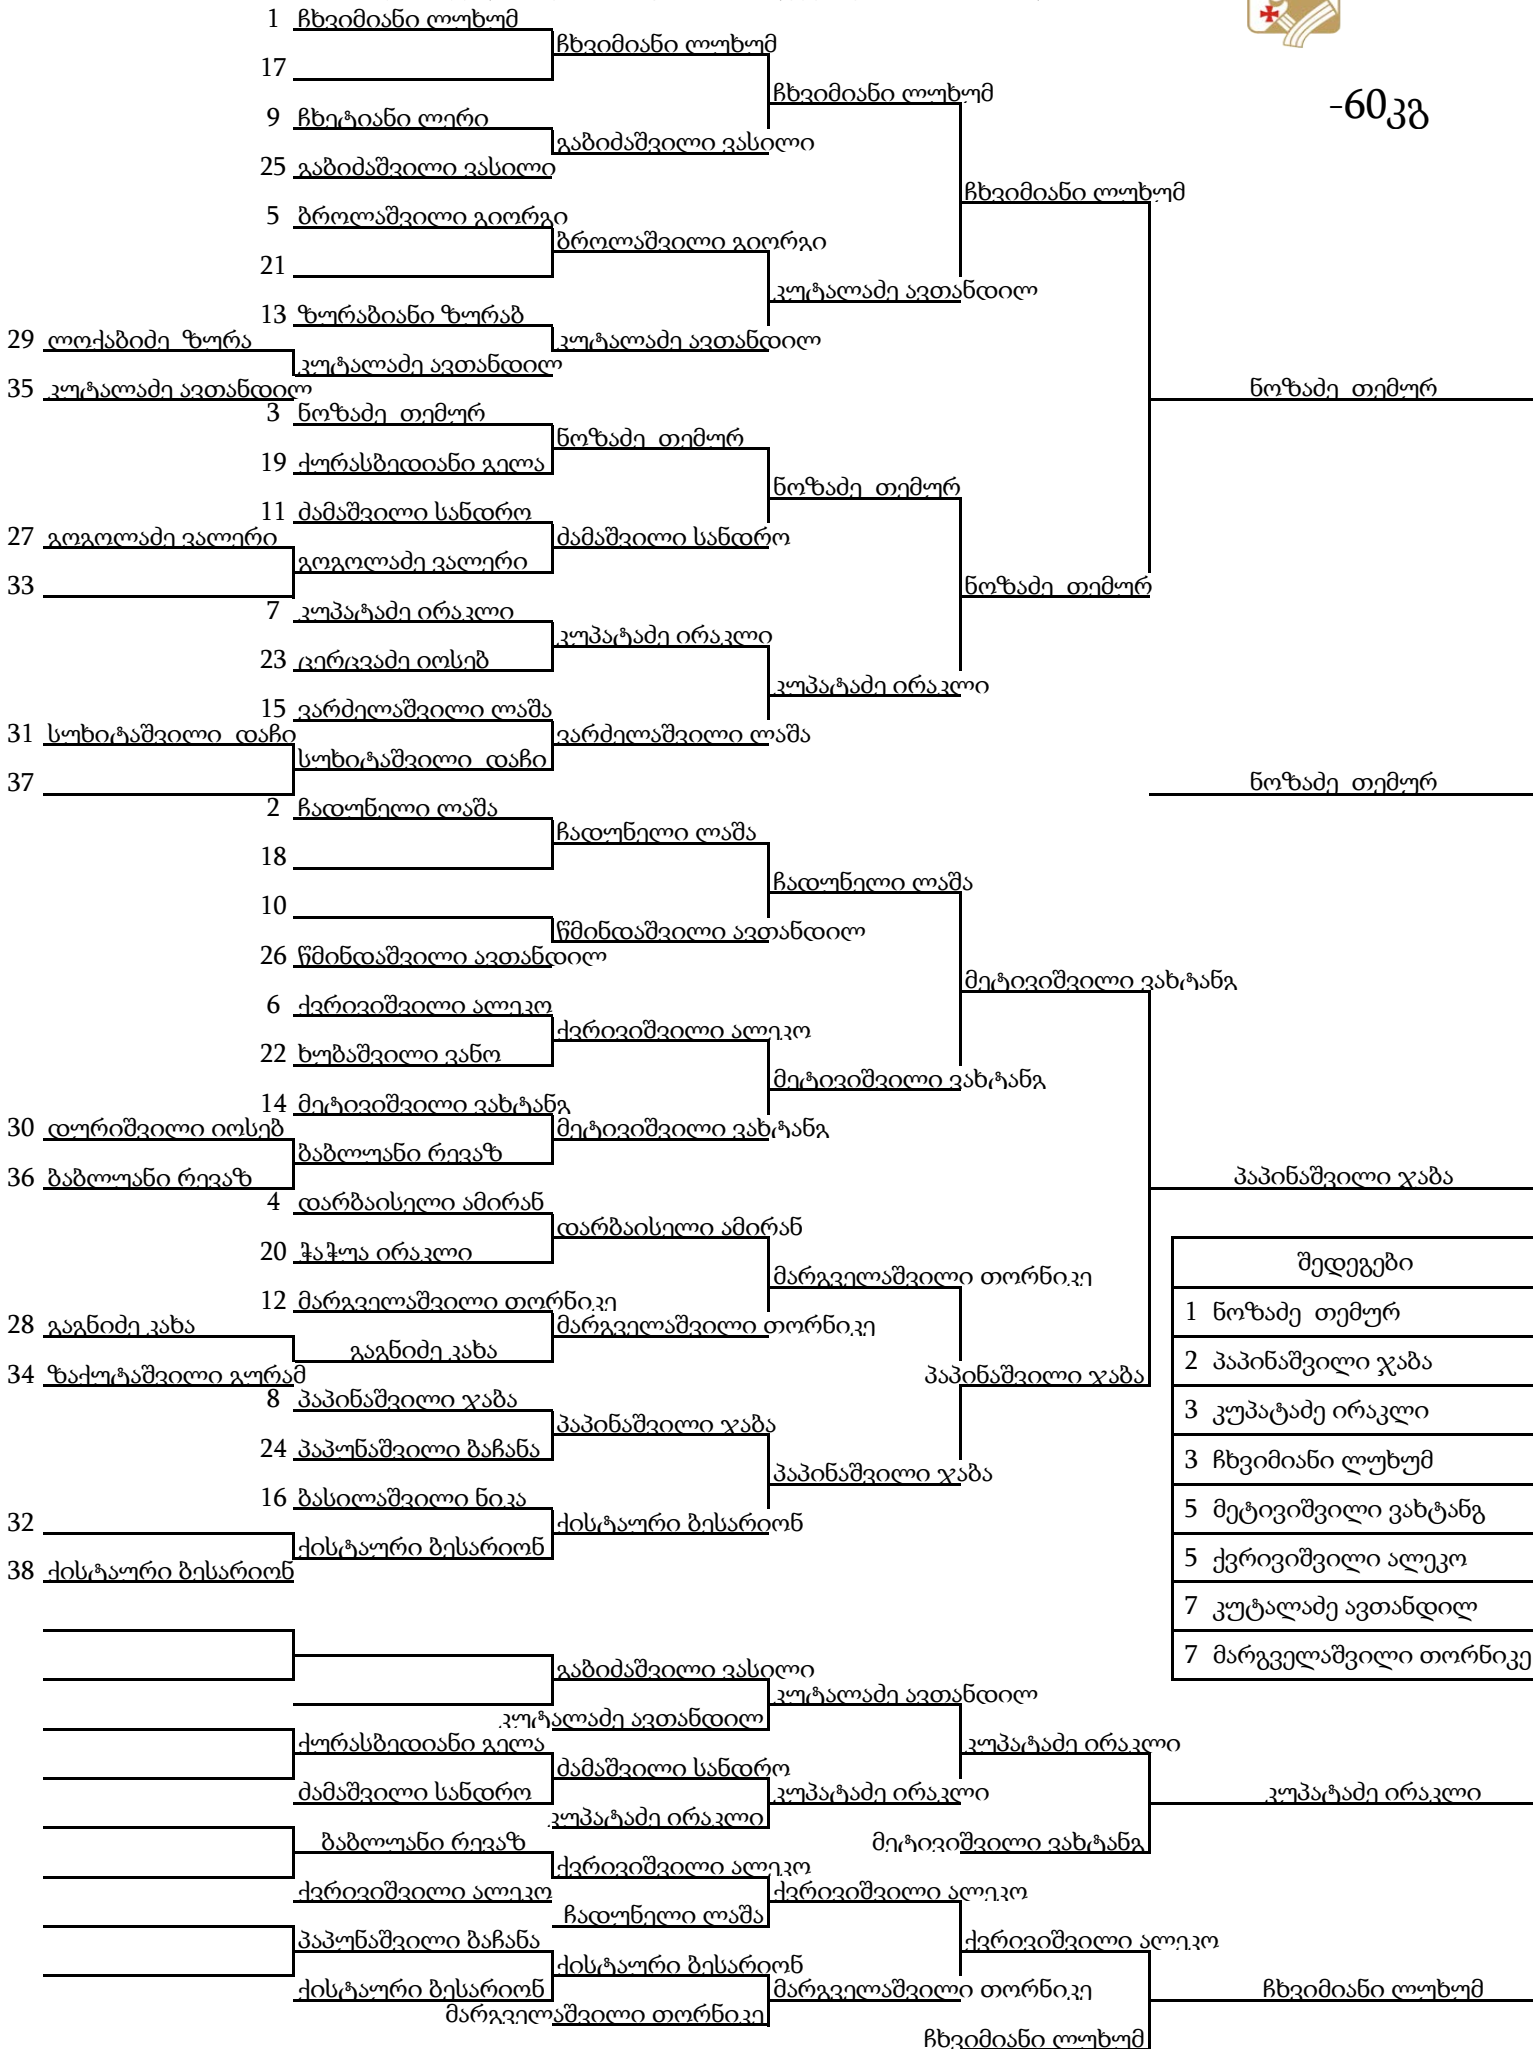 1 ჩხვიმიანი ლუხუმ
ჩხვიმიანი ლუხუმ
17
ჩხვიმიანი ლუხუმ
-60კგ
9 ჩხეტიანი ლერი
გაბიძაშვილი ვასილი
25 გაბიძაშვილი ვასილი
ჩხვიმიანი ლუხუმ
5 ბროლაშვილი გიორგი
ბროლაშვილი გიორგი
21
კუტალაძე ავთანდილ
13 ზურაბიანი ზურაბ
29 ლოქაბიძე ზურა
კუტალაძე ავთანდილ
კუტალაძე ავთანდილ
35 კუტალაძე ავთანდილ
ნოზაძე თემურ
3 ნოზაძე თემურ
ნოზაძე თემურ
19 ქურასბედიანი გელა
ნოზაძე თემურ
11 ძამაშვილი სანდრო
27 გოგოლაძე ვალერი
ძამაშვილი სანდრო
გოგოლაძე ვალერი
33
ნოზაძე თემურ
7 კუპატაძე ირაკლი
კუპატაძე ირაკლი
23 ცერცვაძე იოსებ
კუპატაძე ირაკლი
15 ვარძელაშვილი ლაშა
31 სუხიტაშვილი დაჩი
ვარძელაშვილი ლაშა
სუხიტაშვილი დაჩი
37
ნოზაძე თემურ
2 ჩადუნელი ლაშა
ჩადუნელი ლაშა
18
ჩადუნელი ლაშა
10
წმინდაშვილი ავთანდილ
26 წმინდაშვილი ავთანდილ
მეტივიშვილი ვახტანგ
6 ქვრივიშვილი ალეკო
ქვრივიშვილი ალეკო
22 ხუბაშვილი ვანო
მეტივიშვილი ვახტანგ
14 მეტივიშვილი ვახტანგ
30 დურიშვილი იოსებ
მეტივიშვილი ვახტანგ
ბაბლუანი რევაზ
36 ბაბლუანი რევაზ
პაპინაშვილი ჯაბა
4 დარბაისელი ამირან
დარბაისელი ამირან
20 ჭაჭუა ირაკლი
შედეგები
მარგველაშვილი თორნიკე
12 მარგველაშვილი თორნიკე
1 ნოზაძე თემურ
28 გაგნიძე კახა
მარგველაშვილი თორნიკე
გაგნიძე კახა
2 პაპინაშვილი ჯაბა
34 ზაქუტაშვილი გურამ
პაპინაშვილი ჯაბა
8 პაპინაშვილი ჯაბა
3 კუპატაძე ირაკლი
პაპინაშვილი ჯაბა
24 პაპუნაშვილი ბაჩანა
3 ჩხვიმიანი ლუხუმ
პაპინაშვილი ჯაბა
16 ბასილაშვილი ნიკა
5 მეტივიშვილი ვახტანგ
32
ქისტაური ბესარიონ
ქისტაური ბესარიონ
5 ქვრივიშვილი ალეკო
38 ქისტაური ბესარიონ
7 კუტალაძე ავთანდილ
7 მარგველაშვილი თორნიკე
გაბიძაშვილი ვასილი
კუტალაძე ავთანდილ
კუტალაძე ავთანდილ
ქურასბედიანი გელა
კუპატაძე ირაკლი
ძამაშვილი სანდრო
ძამაშვილი სანდრო
კუპატაძე ირაკლი
კუპატაძე ირაკლი
კუპატაძე ირაკლი
ბაბლუანი რევაზ
მეტივიშვილი ვახტანგ
ქვრივიშვილი ალეკო
ქვრივიშვილი ალეკო
ქვრივიშვილი ალეკო
ჩადუნელი ლაშა
პაპუნაშვილი ბაჩანა
ქვრივიშვილი ალეკო
ქისტაური ბესარიონ
ქისტაური ბესარიონ
მარგველაშვილი თორნიკე
ჩხვიმიანი ლუხუმ
მარგველაშვილი თორნიკე
ჩხვიმიანი ლუხუმ